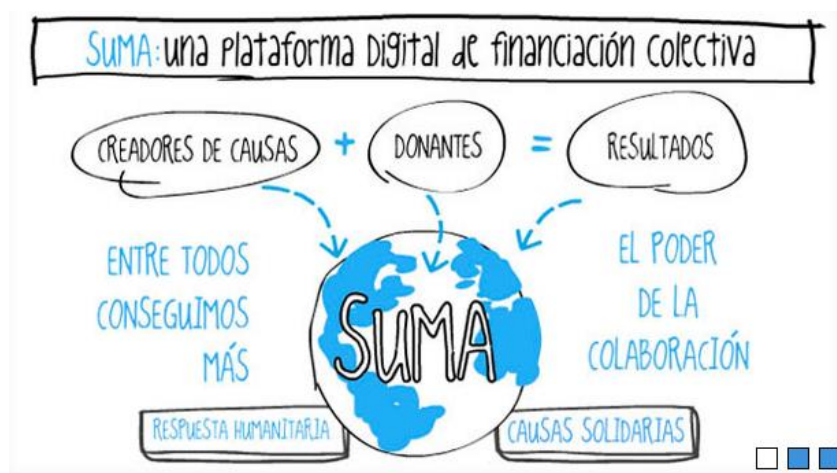 SUMA: una plataforma Digital de financiación colectiva
CREADORES DE CAUSAS + DONANTES = RESULTADOS
ENTRE TODOS
CONSEGUIMOS
MÁS
SUMA
EL PODER
DE LA
COLABORACIÓN
RESPUESTA HUMANITARIA
CAUSAS SOLIDARIAS